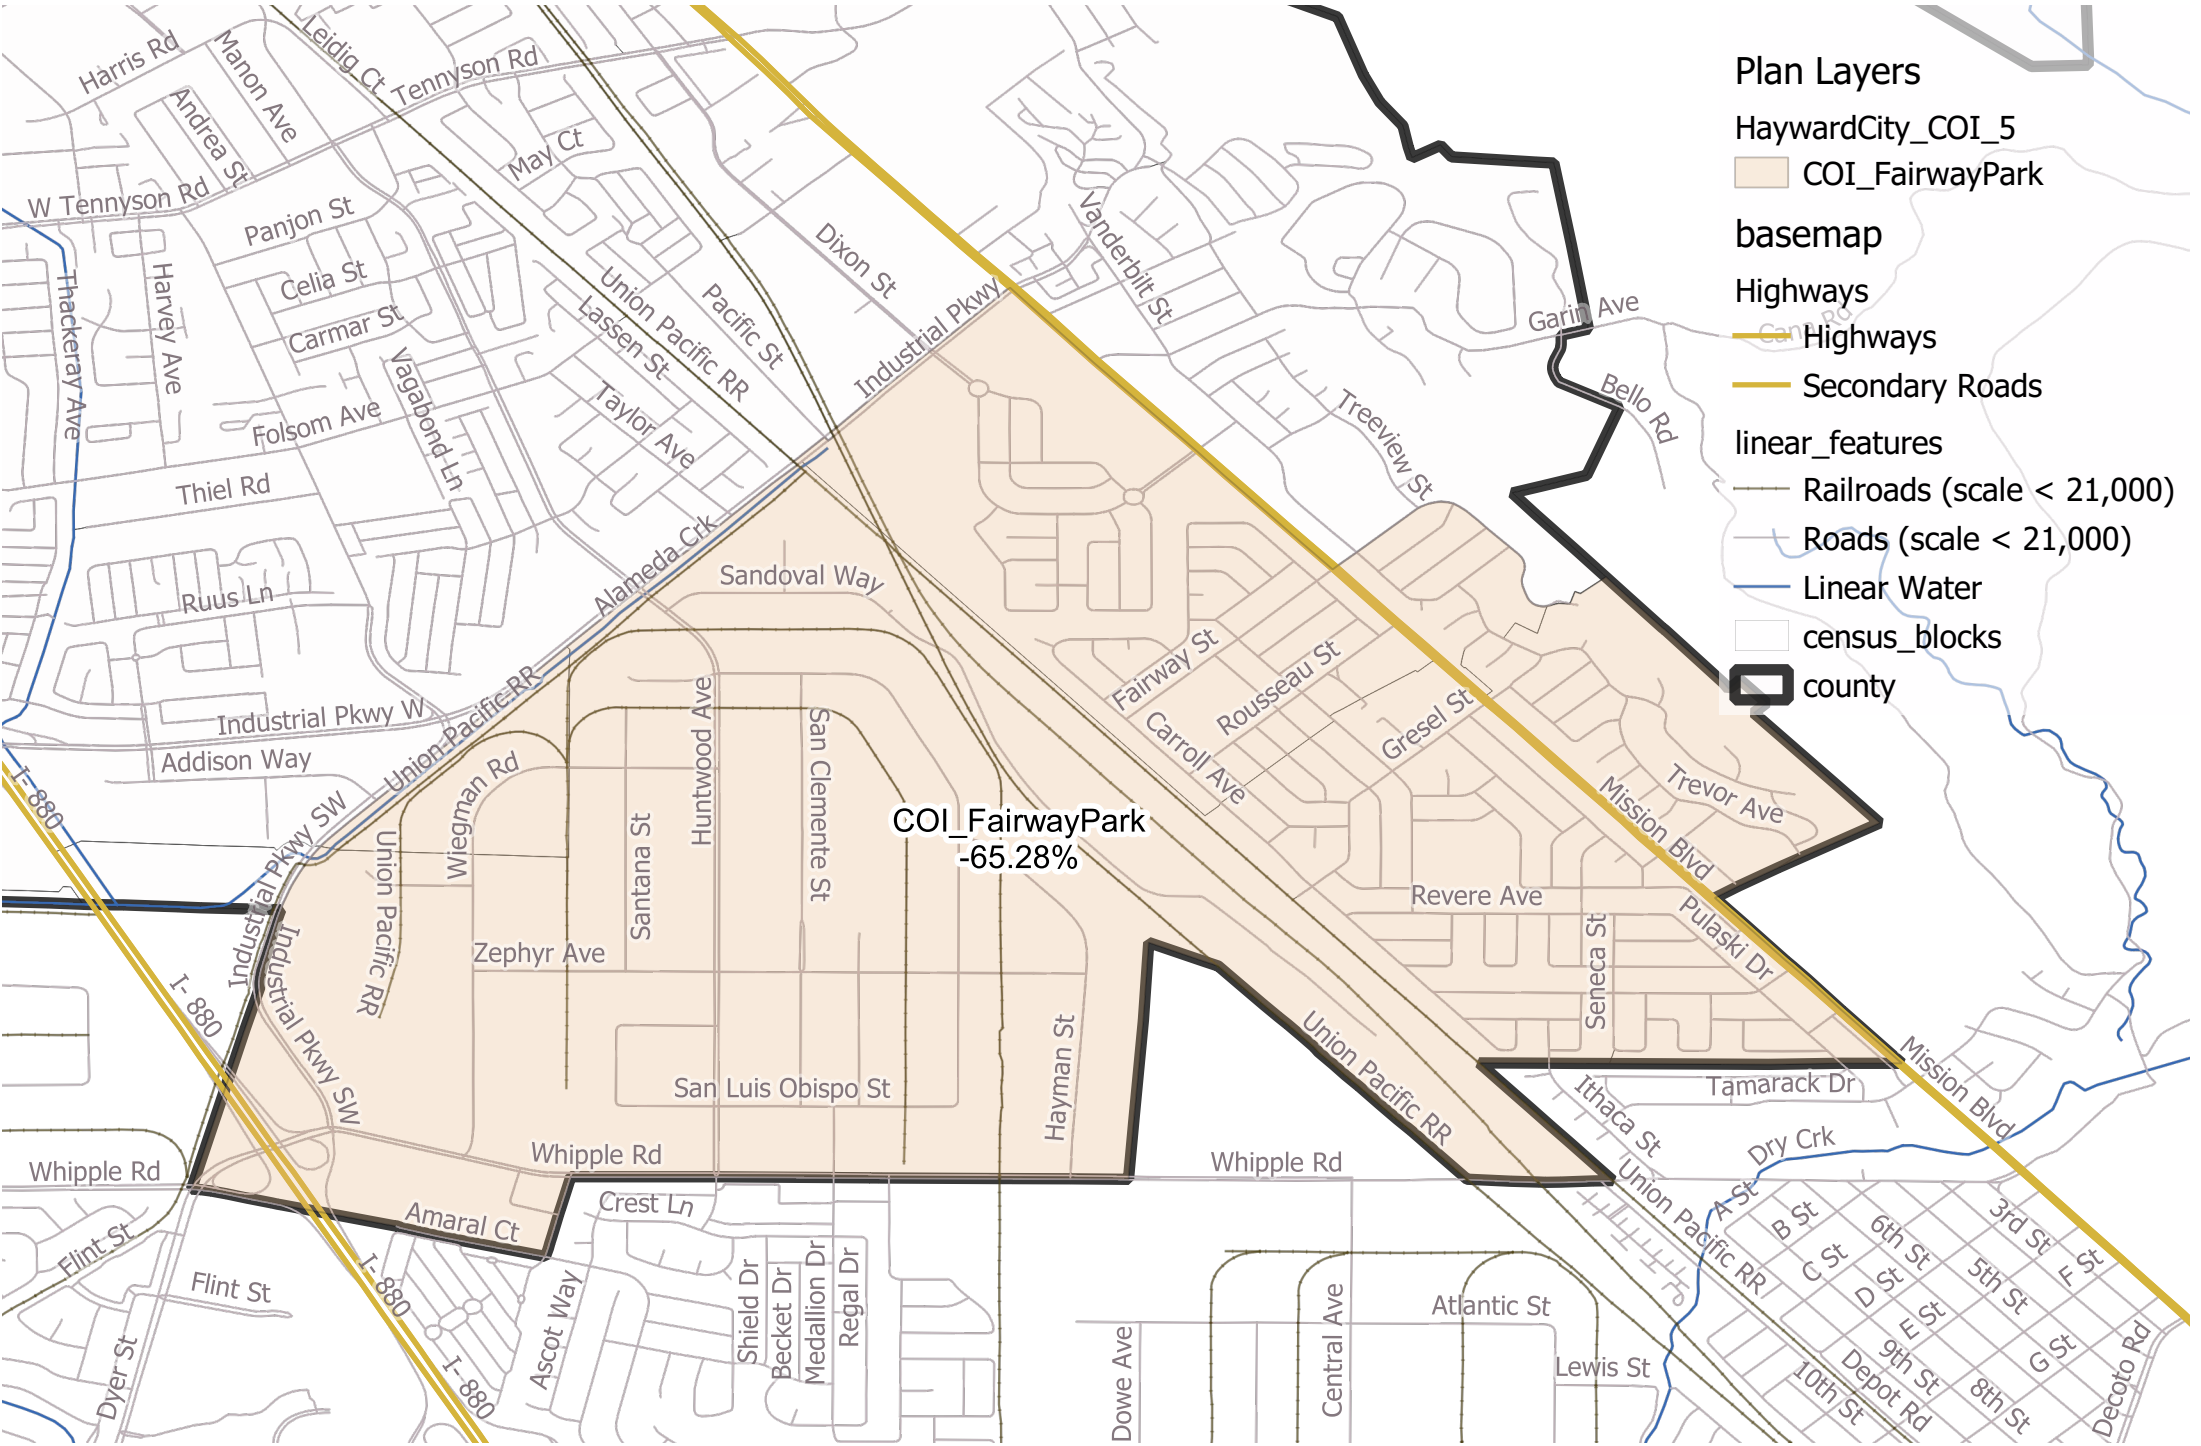 Harris Rd
Manon Ave
Leidig Ct
Tennyson Rd
Andrea St
May Ct
W Tennyson Rd
Panjon St
Celia St
Carmar St
Harvey Ave
Thackeray Ave
Folsom Ave
Vagabond Ln
Thiel Rd
Ruus Ln
Industrial Pkwy W
Addison Way
Union Pacific RR
Lassen St
Pacific St
Taylor Ave
Dixon St
Industrial Pkwy
Vanderbilt St
Garin Ave
Cann Rd
Bello Rd
Treeview St
Alameda Crk
Sandoval Way
Union Pacific RR
Industrial Pkwy SW
I- 880
Wiegman Rd
Union Pacific RR
Huntwood Ave
San Clemente St
Santana St
Fairway St
Rousseau St
Gresel St
Carroll Ave
Mission Blvd
Trevor Ave
Revere Ave
Pulaski Dr
Seneca St
COI_FairwayPark
-65.28%
Zephyr Ave
Industrial Pkwy SW
I- 880
San Luis Obispo St
Hayman St
Whipple Rd
Whipple Rd
Whipple Rd
Union Pacific RR
Tamarack Dr
Ithaca St
Mission Blvd
Dry Crk
Union Pacific RR
Amaral Ct
Crest Ln
Flint St
Flint St
I- 880
I- 880
Dyer St
Ascot Way
Shield Dr
Becket Dr
Medallion Dr
Regal Dr
Dowe Ave
Central Ave
Atlantic St
Lewis St
A St
B St
C St
D St
E St
6th St
3rd St
5th St
F St
G St
9th St
8th St
Depot Rd
10th St
Decoto Rd
Plan Layers
HaywardCity_COI_5
COI_FairwayPark
basemap
Highways
Highways
Secondary Roads
linear_features
Railroads (scale < 21,000)
Roads (scale < 21,000)
Linear Water
census_blocks
county